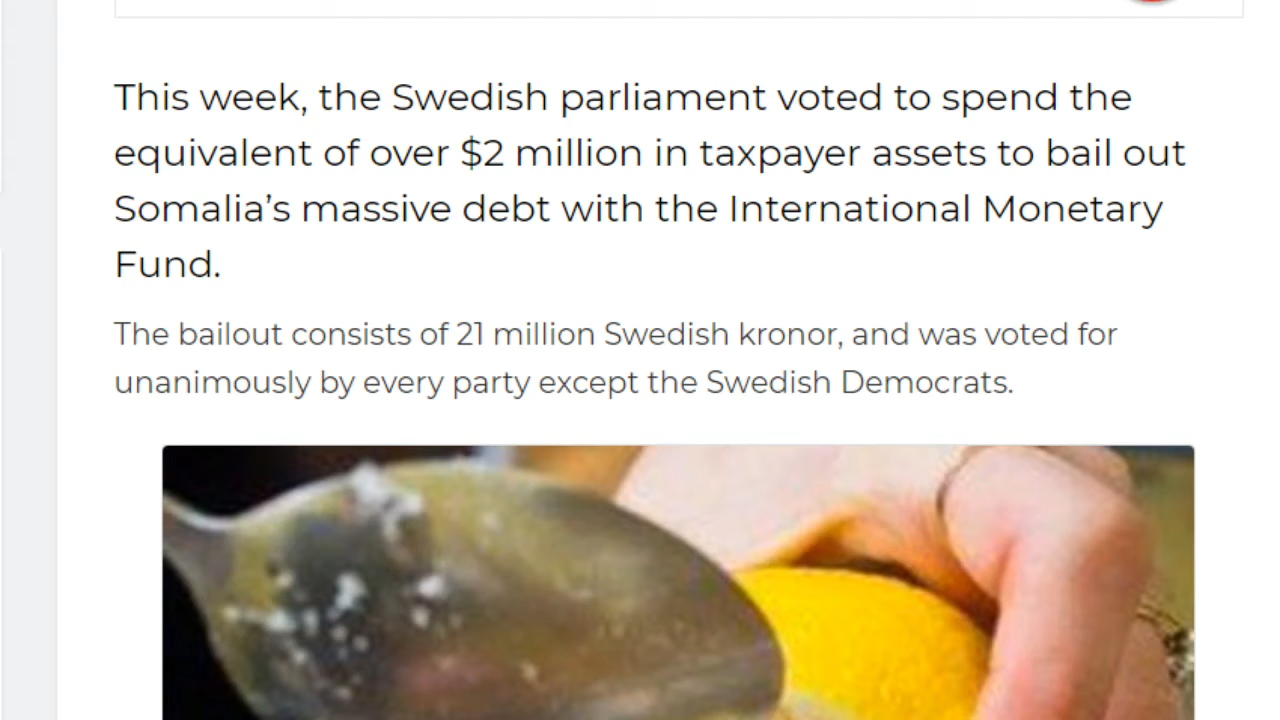 This week, the Swedish parliament voted to spend the
equivalent of over $2 million in taxpayer assets to bail out
Somalia’s massive debt with the International Monetary
Fund.
The bailout consists of 21 million Swedish kronor, and was voted for
unanimously by every party except the Swedish Democrats.